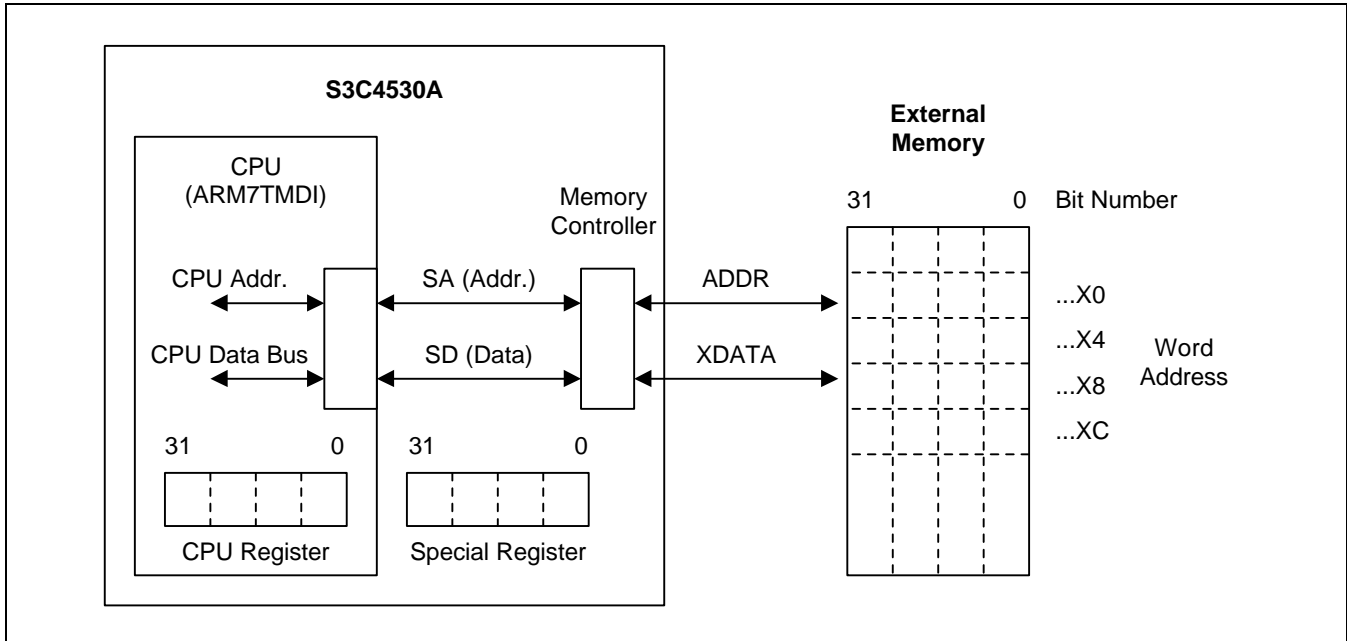 S3C4530A
CPU
(ARM7TMDI)
Memory
Controller
External
Memory
31 0 Bit Number
CPU Addr.
SA (Addr.)
ADDR
...X0
...X4
CPU Data Bus
SD (Data)
XDATA
Word
Address
...X8
...XC
31 0
31 0
CPU Register
Special Register